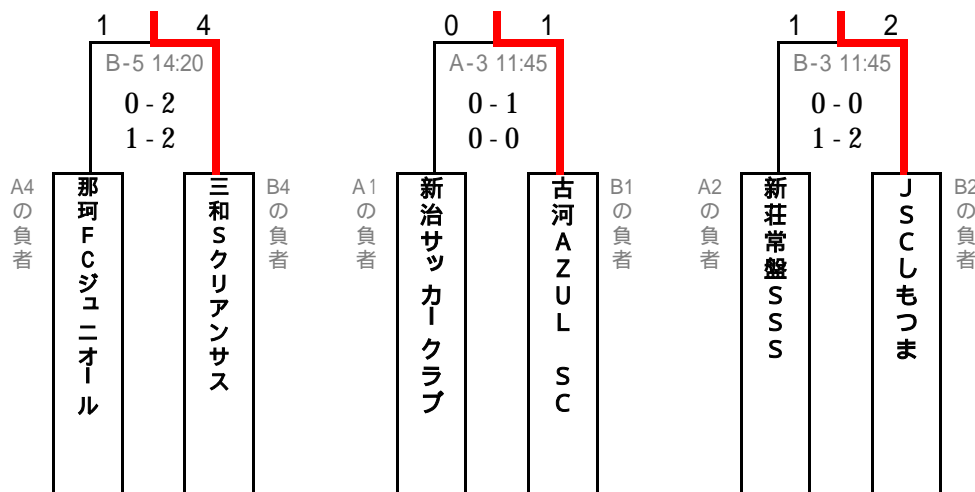 1 4
B-5 14:20
0 - 2
1 - 2
A4の負者
那珂FCジュニオール
三和Sクリアンサス
B4の負者
0 1
A-3 11:45
0 - 1
0 - 0
A1の負者
新治サッカークラブ
古河AZUL SC
B1の負者
1 2
B-3 11:45
0 - 0
1 - 2
A2の負者
新荘常盤SSS
JSCしもつま
B2の負者